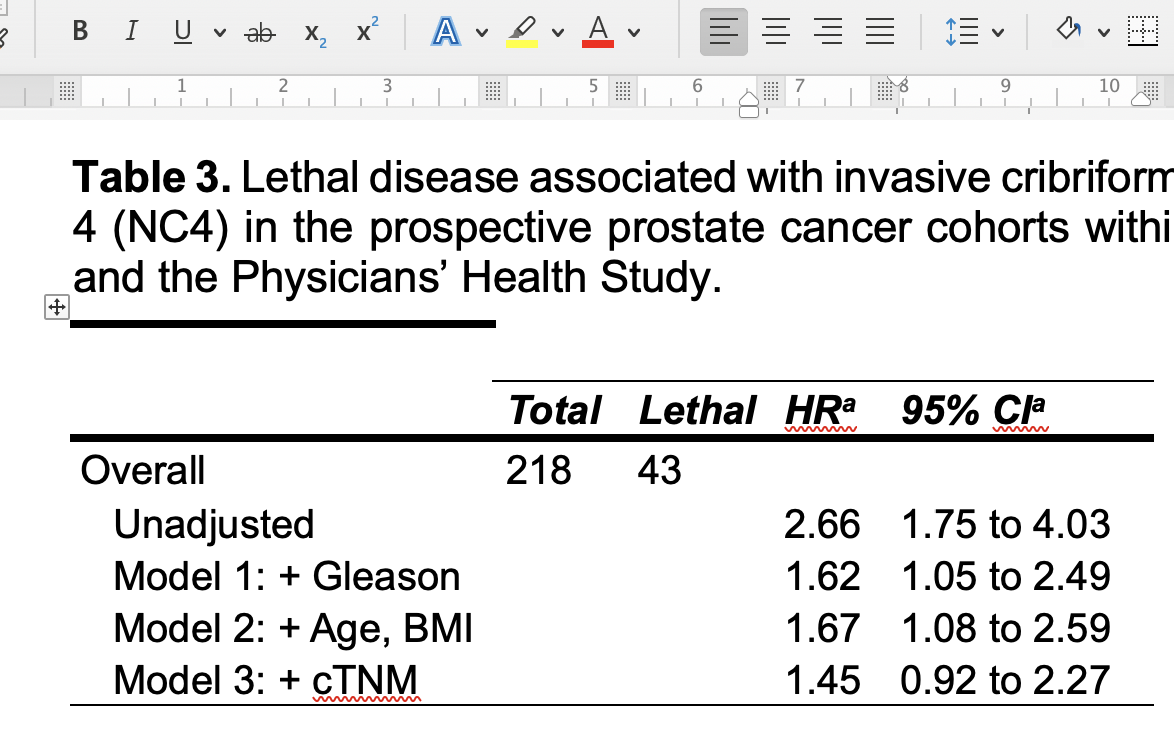 B I U ab x₂ x² A A
1 2 3 5 6 7 8 9 10
Table 3. Lethal disease associated with invasive cribriform
4 (NC4) in the prospective prostate cancer cohorts withi
and the Physicians’ Health Study.
Total Lethal HRᵃ 95% CIᵃ
Overall 218 43
Unadjusted 2.66 1.75 to 4.03
Model 1: + Gleason 1.62 1.05 to 2.49
Model 2: + Age, BMI 1.67 1.08 to 2.59
Model 3: + cTNM 1.45 0.92 to 2.27